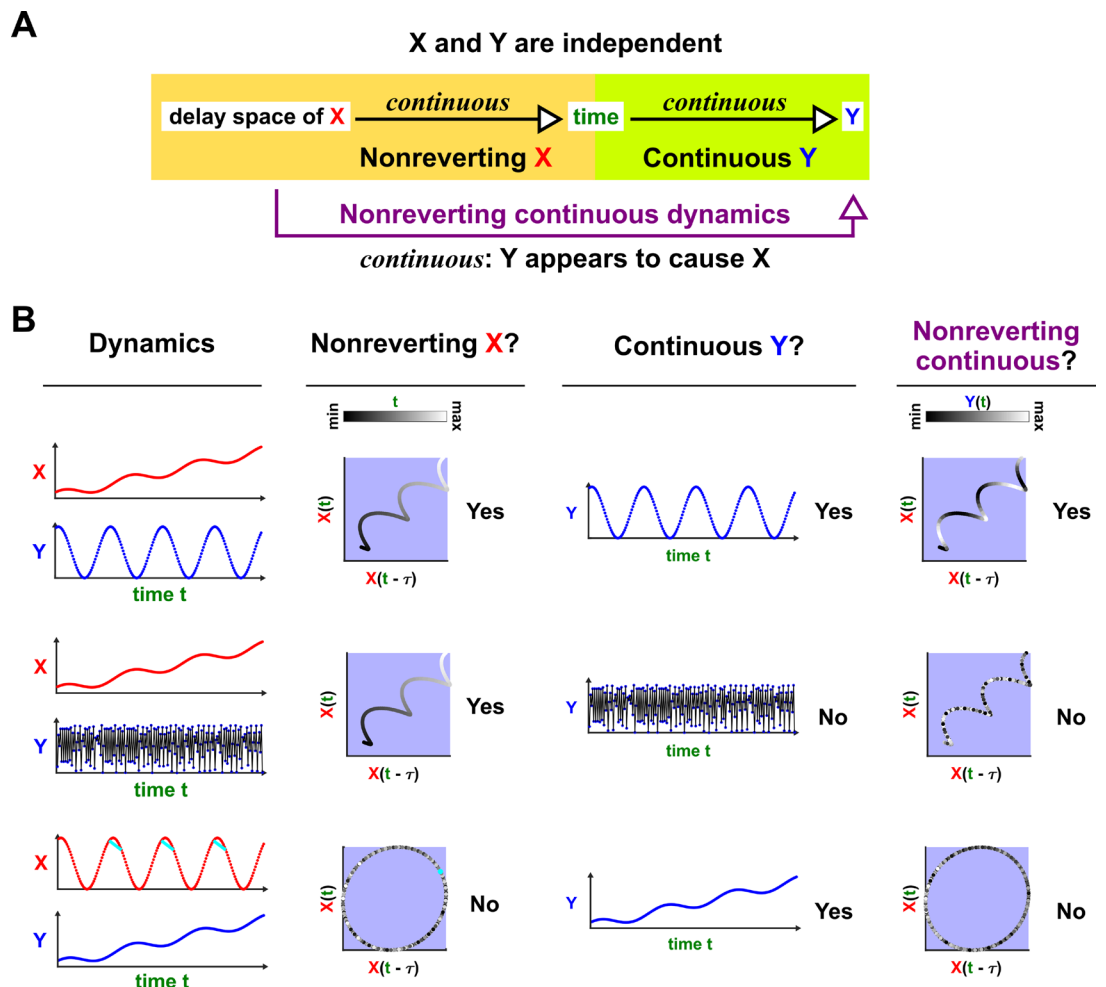 A
X and Y are independent
delay space of X
continuous
time
continuous
Y
Nonreverting X
Continuous Y
Nonreverting continuous dynamics
continuous: Y appears to cause X
B
Dynamics
Nonreverting X?
Continuous Y?
Nonreverting
continuous?
min
t
max
min
Y(t)
max
X
Y
time t
X(t)
X(t - τ)
Yes
Y
time t
Yes
X(t)
X(t - τ)
Yes
X
Y
time t
X(t)
X(t - τ)
Yes
Y
time t
No
X(t)
X(t - τ)
No
X
Y
time t
X(t)
X(t - τ)
No
Y
time t
Yes
X(t)
X(t - τ)
No